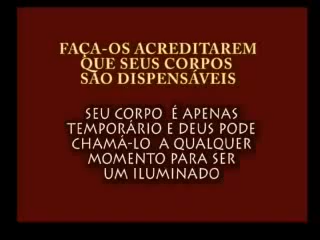 FAÇA-OS ACREDITAREM
QUE SEUS CORPOS
SÃO DISPENSÁVEIS
SEU CORPO É APENAS
TEMPORÁRIO E DEUS PODE
CHAMÁ-LO A QUALQUER
MOMENTO PARA SER
UM ILUMINADO